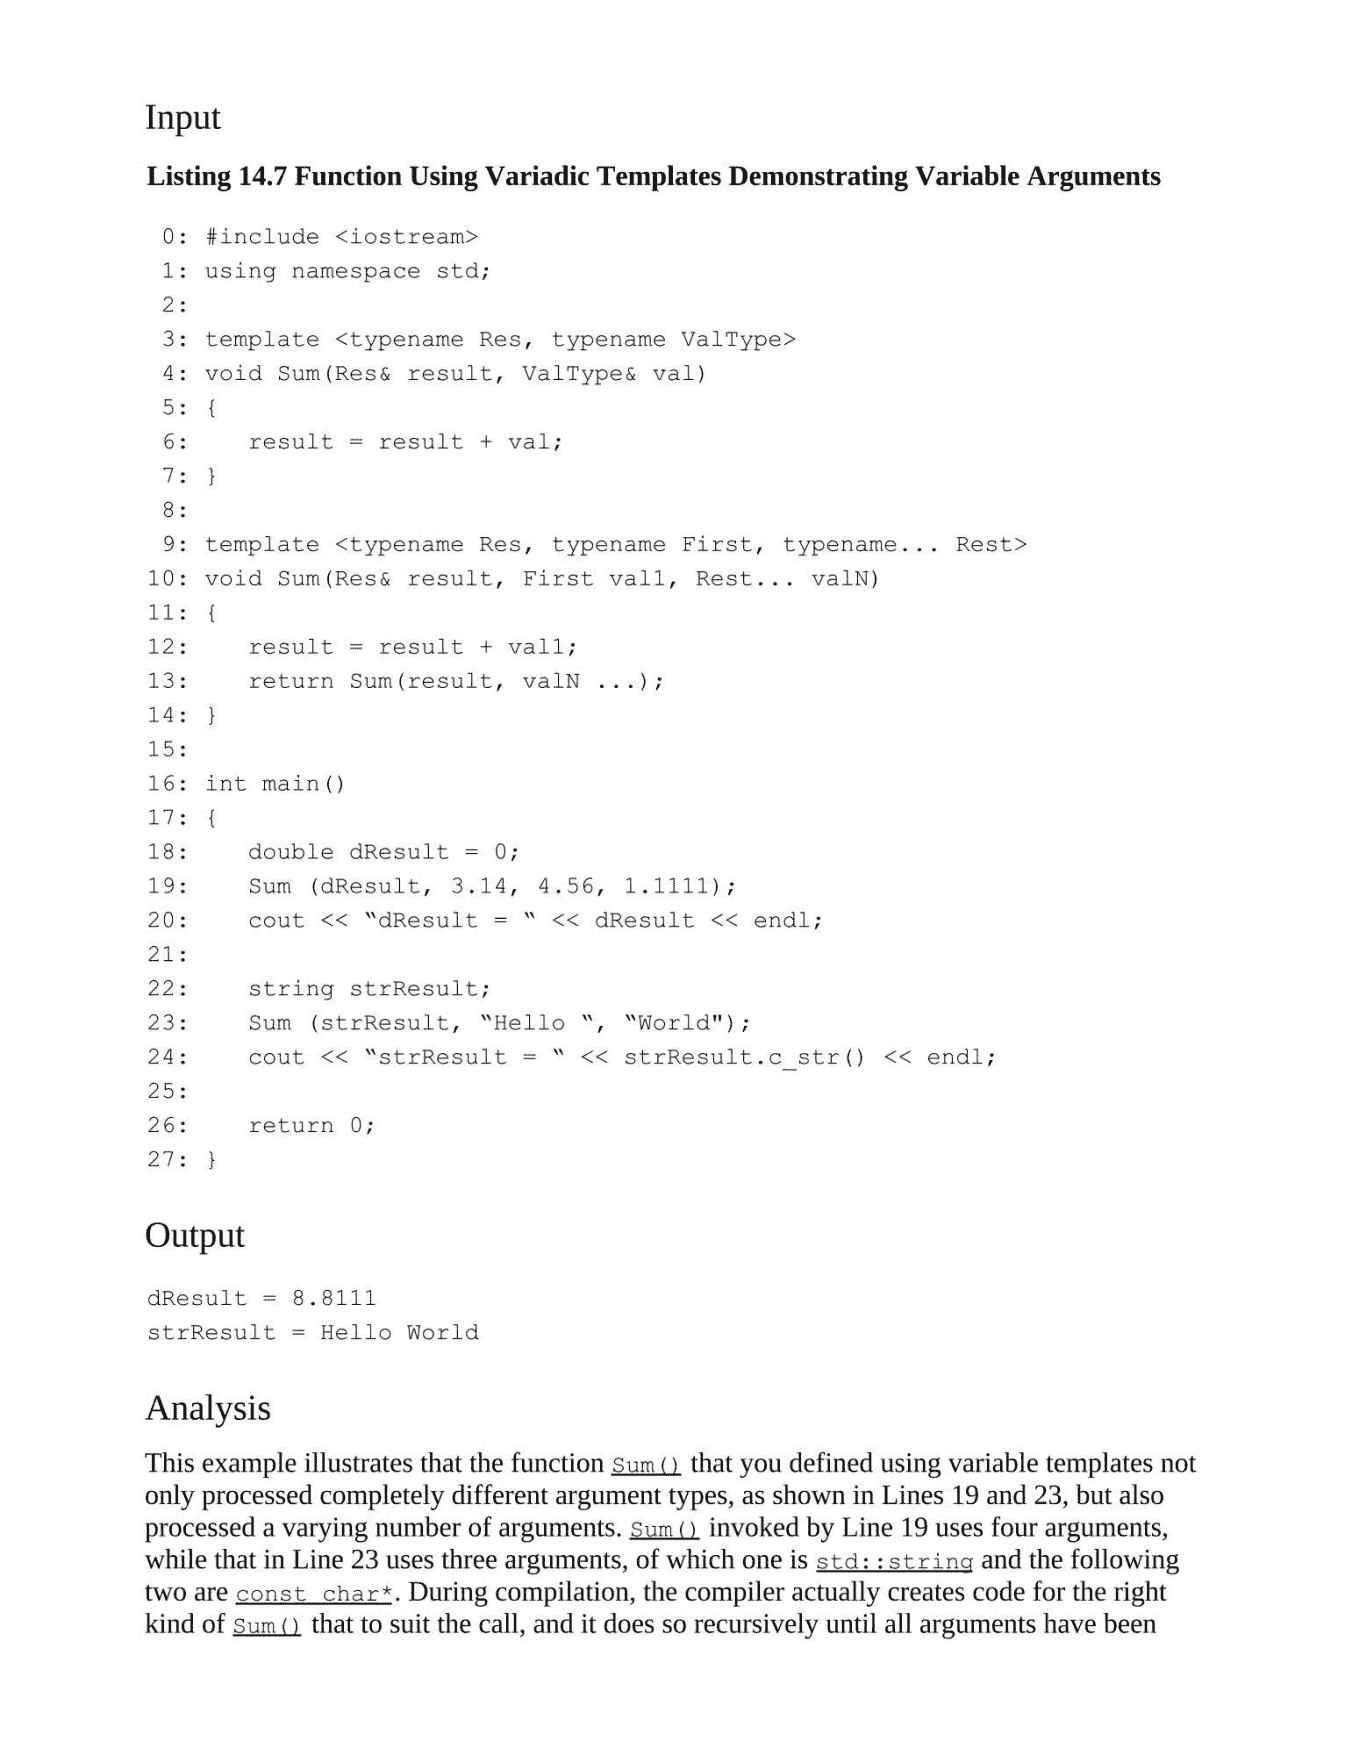 Input
Listing 14.7 Function Using Variadic Templates Demonstrating Variable Arguments
0: #include <iostream>
1: using namespace std;
2:
3: template <typename Res, typename ValType>
4: void Sum(Res& result, ValType& val)
5: {
6:    result = result + val;
7: }
8:
9: template <typename Res, typename First, typename... Rest>
10: void Sum(Res& result, First val1, Rest... valN)
11: {
12:    result = result + val1;
13:    return Sum(result, valN ...);
14: }
15:
16: int main()
17: {
18:    double dResult = 0;
19:    Sum (dResult, 3.14, 4.56, 1.1111);
20:    cout << “dResult = “ << dResult << endl;
21:
22:    string strResult;
23:    Sum (strResult, “Hello “, “World");
24:    cout << “strResult = “ << strResult.c_str() << endl;
25:
26:    return 0;
27: }
Output
dResult = 8.8111
strResult = Hello World
Analysis
This example illustrates that the function Sum() that you defined using variable templates not
only processed completely different argument types, as shown in Lines 19 and 23, but also
processed a varying number of arguments. Sum() invoked by Line 19 uses four arguments,
while that in Line 23 uses three arguments, of which one is std::string and the following
two are const char*. During compilation, the compiler actually creates code for the right
kind of Sum() that to suit the call, and it does so recursively until all arguments have been